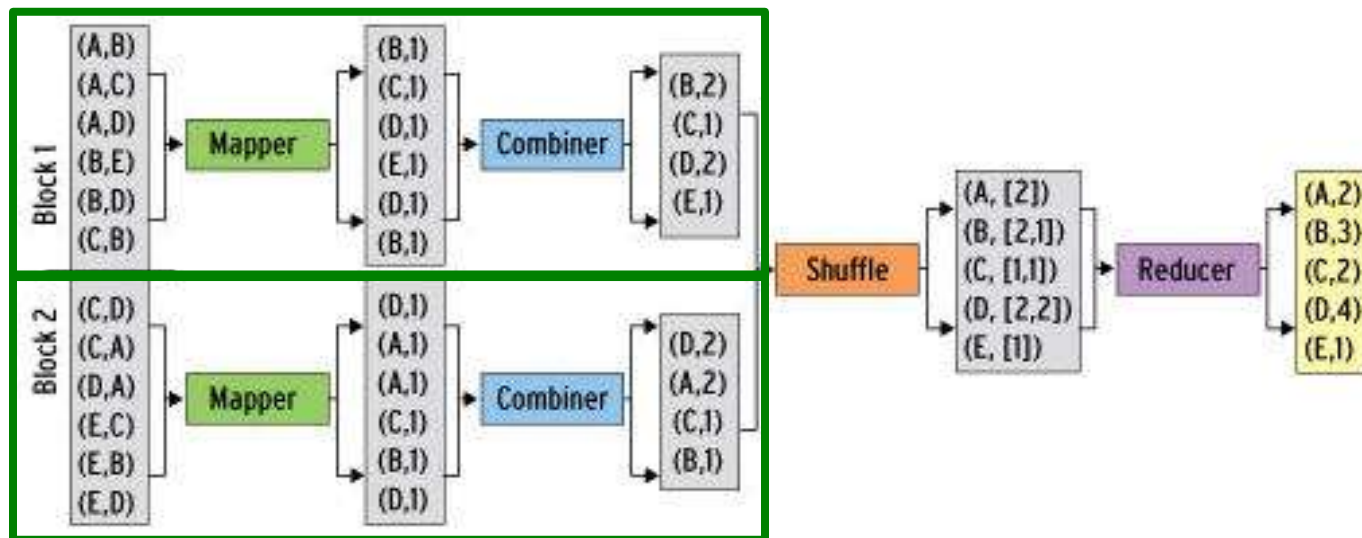 Block 1
(A,B)
(A,C)
(A,D)
(B,E)
(B,D)
(C,B)
Mapper
(B,1)
(C,1)
(D,1)
(E,1)
(D,1)
(B,1)
Combiner
(B,2)
(C,1)
(D,2)
(E,1)
Block 2
(C,D)
(C,A)
(D,A)
(E,C)
(E,B)
(E,D)
Mapper
(D,1)
(A,1)
(A,1)
(C,1)
(B,1)
(D,1)
Combiner
(D,2)
(A,2)
(C,1)
(B,1)
Shuffle
(A, [2])
(B, [2,1])
(C, [1,1])
(D, [2,2])
(E, [1])
Reducer
(A,2)
(B,3)
(C,2)
(D,4)
(E,1)